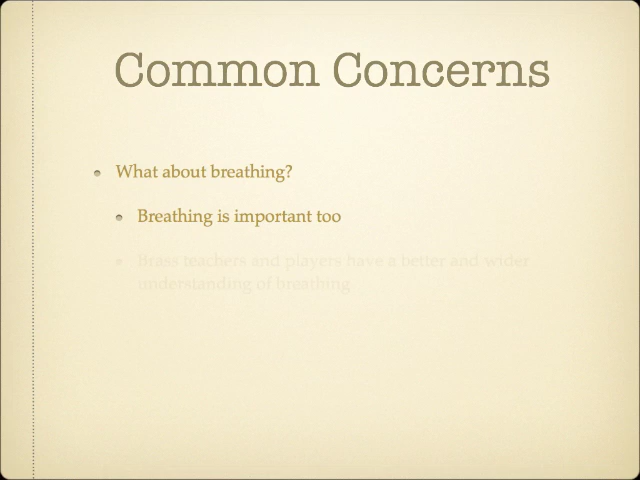 Common Concerns
What about breathing?
Breathing is important too
Brass teachers and players have a better and wider
understanding of breathing